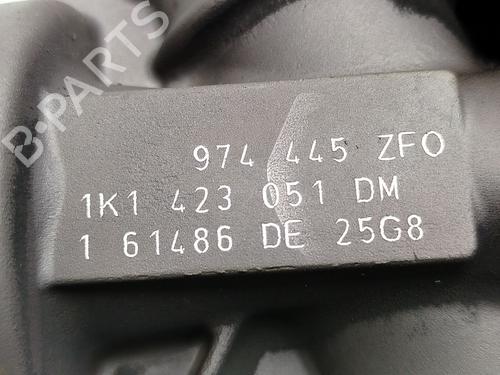 B-PARTS
974 445 ZFO
1K1 423 051 DM
1 61486 DE 25G8